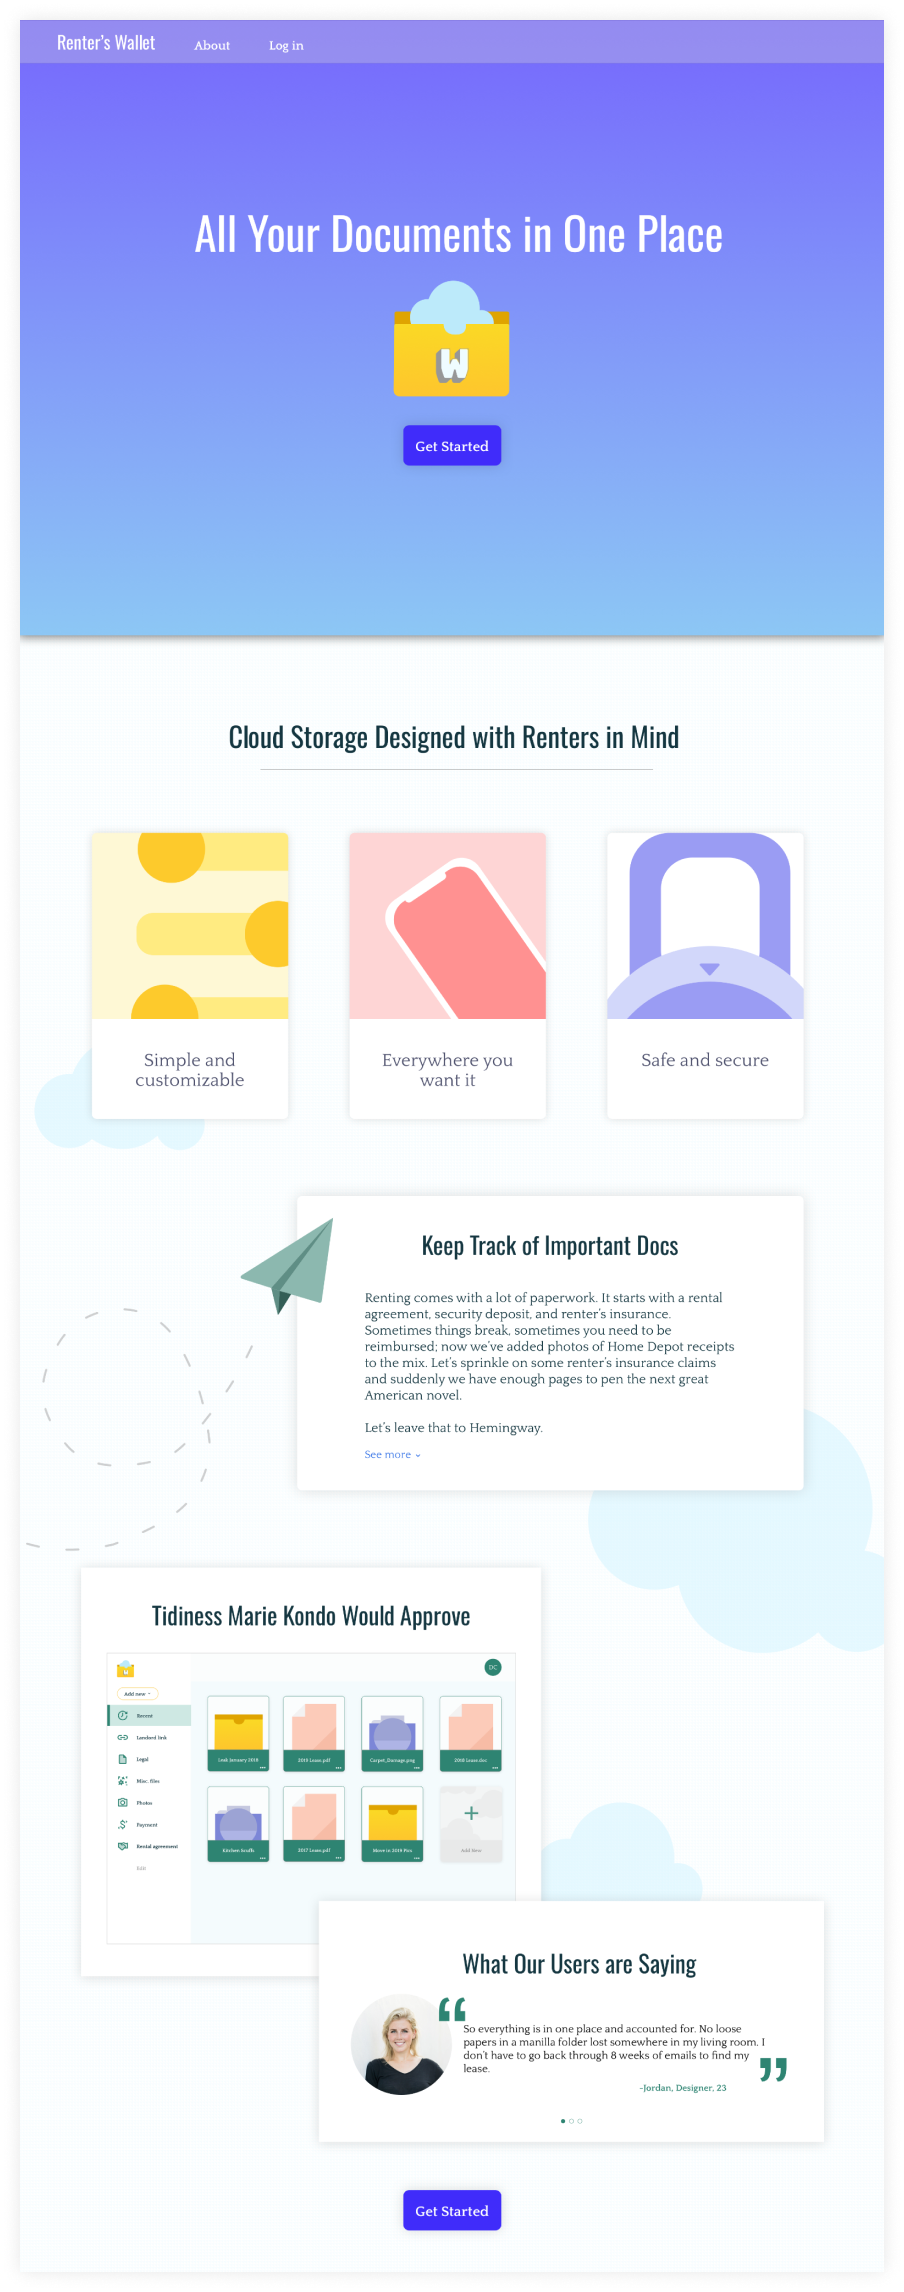 Renter's Wallet About Log in
All Your Documents in One Place
W
Get Started
Cloud Storage Designed with Renters in Mind
Simple and
customizable
Everywhere you
want it
Safe and secure
Keep Track of Important Docs
Renting comes with a lot of paperwork. It starts with a rental
agreement, security deposit, and renter's insurance.
Sometimes things break, sometimes you need to be
reimbursed; now we've added photos of Home Depot receipts
to the mix. Let's sprinkle on some renter's insurance claims
and suddenly we have enough pages to pen the next great
American novel.
Let's leave that to Hemingway.
See more
Tidiness Marie Kondo Would Approve
W
DC
Add new
Recent
Landord link
Legal
Misc. files
Photos
Payment
Rental agreement
Edit
Leak January 2018
2019 Lease.pdf
Carpet_Damage.png
2008 Lease.doc
Kitchen Scuffs
2017 Lease.pdf
Move in 2019 Pics
Add Item
What Our Users are Saying
“So everything is in one place and accounted for. No loose
papers in a manilla folder lost somewhere in my living room. I
don't have to go back through 8 weeks of emails to find my
lease.”
-Jordan, Designer, 23
Get Started